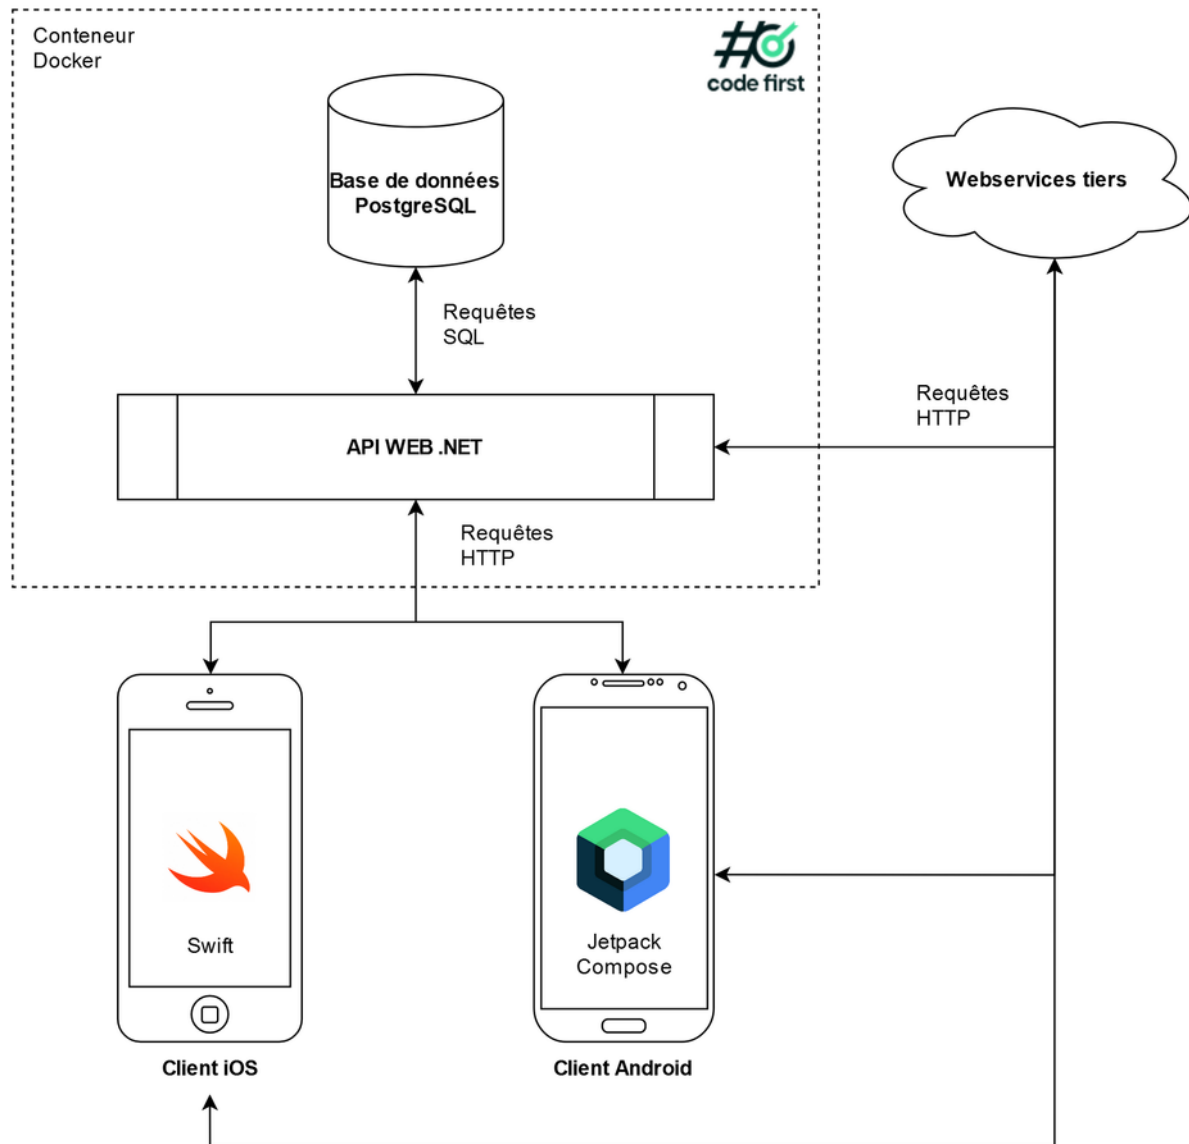 Conteneur
Docker
#
code first
Base de données
PostgreSQL
Webservices tiers
Requêtes
SQL
Requêtes
HTTP
API WEB .NET
Requêtes
HTTP
Swift
Jetpack
Compose
Client iOS
Client Android